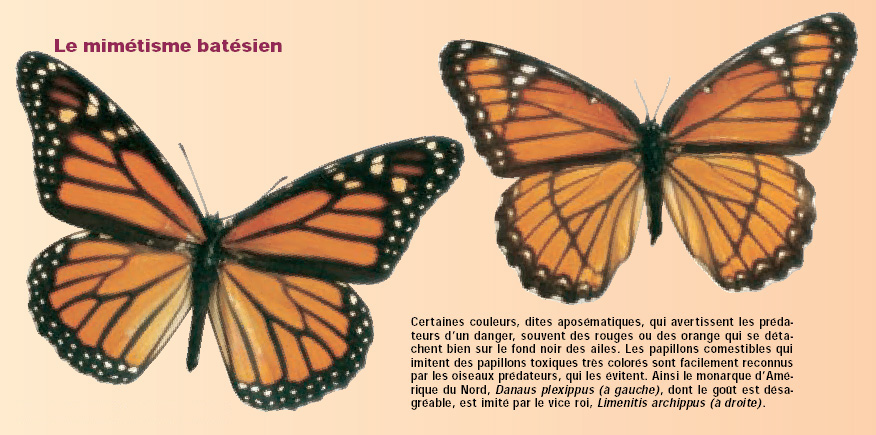 Le mimétisme batésien
Certaines couleurs, dites aposématiques, qui avertissent les préda-
teurs d'un danger, souvent des rouges ou des orange qui se déta-
chent bien sur le fond noir des ailes. Les papillons comestibles qui
imitent des papillons toxiques très colorés sont facilement reconnus
par les oiseaux prédateurs, qui les évitent. Ainsi le monarque d'Amé-
rique du Nord, Danaus plexippus (à gauche), dont le goût est désa-
gréable, est imité par le vice roi, Limenitis archippus (à droite).